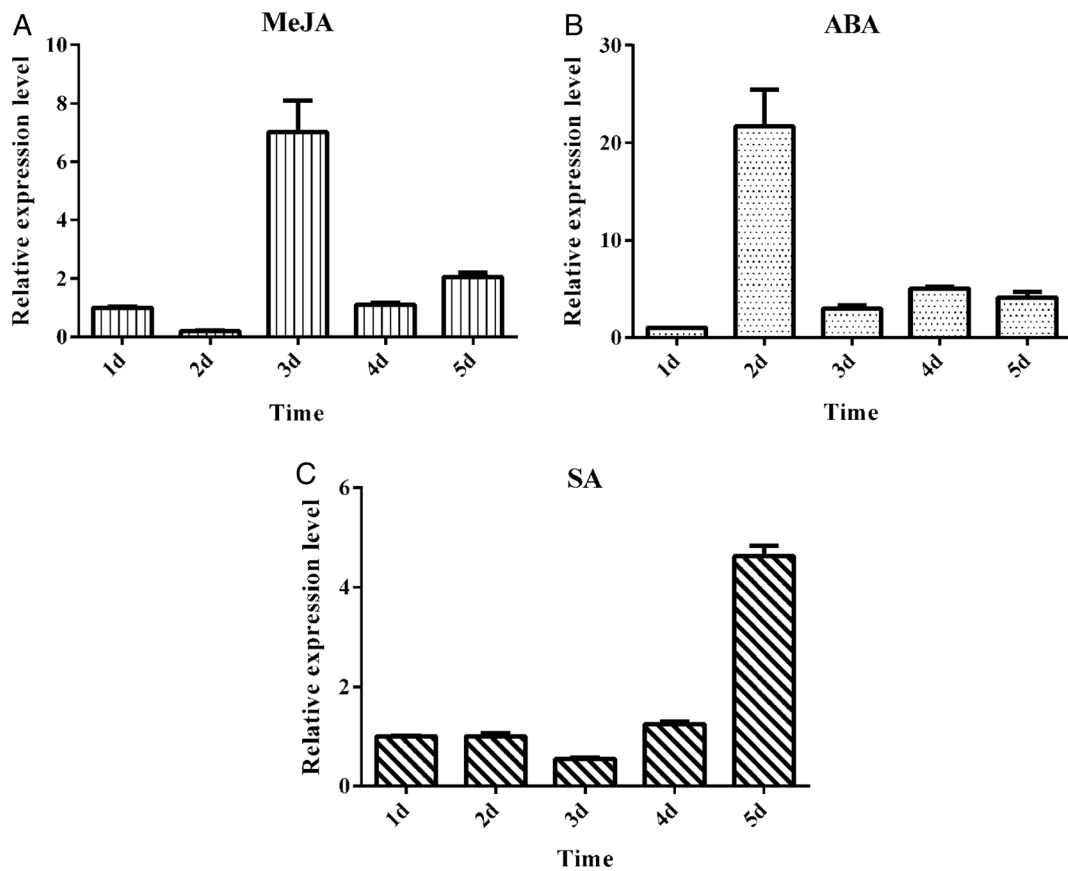 A
MeJA
Relative expression level
10
8
6
4
2
0
1d
2d
3d
4d
5d
Time
B
ABA
Relative expression level
30
20
10
0
1d
2d
3d
4d
5d
Time
C
SA
Relative expression level
6
4
2
0
1d
2d
3d
4d
5d
Time